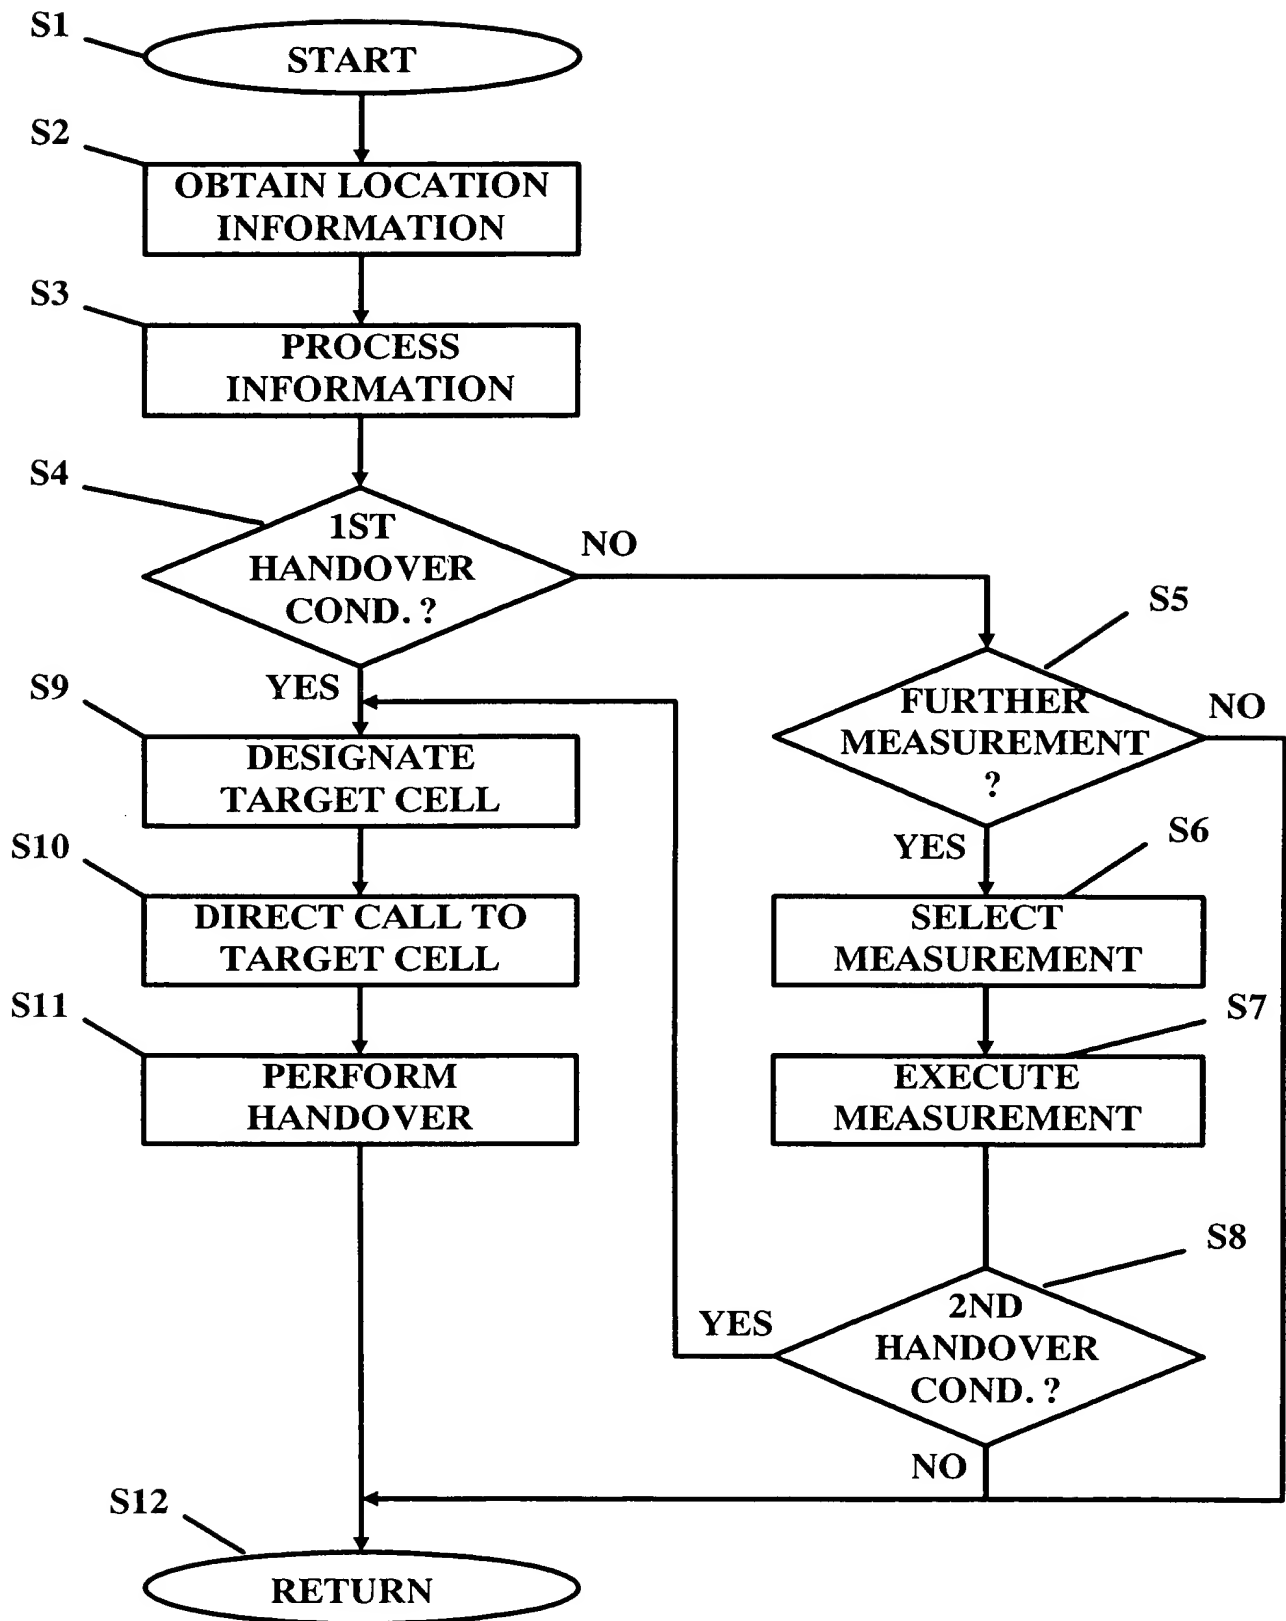 S1
START
S2
OBTAIN LOCATION
INFORMATION
S3
PROCESS
INFORMATION
S4
1ST
HANDOVER
COND. ?
NO
YES
S5
FURTHER
MEASUREMENT
?
NO
YES
S6
SELECT
MEASUREMENT
S7
EXECUTE
MEASUREMENT
S8
2ND
HANDOVER
COND. ?
YES
NO
S9
DESIGNATE
TARGET CELL
S10
DIRECT CALL TO
TARGET CELL
S11
PERFORM
HANDOVER
S12
RETURN